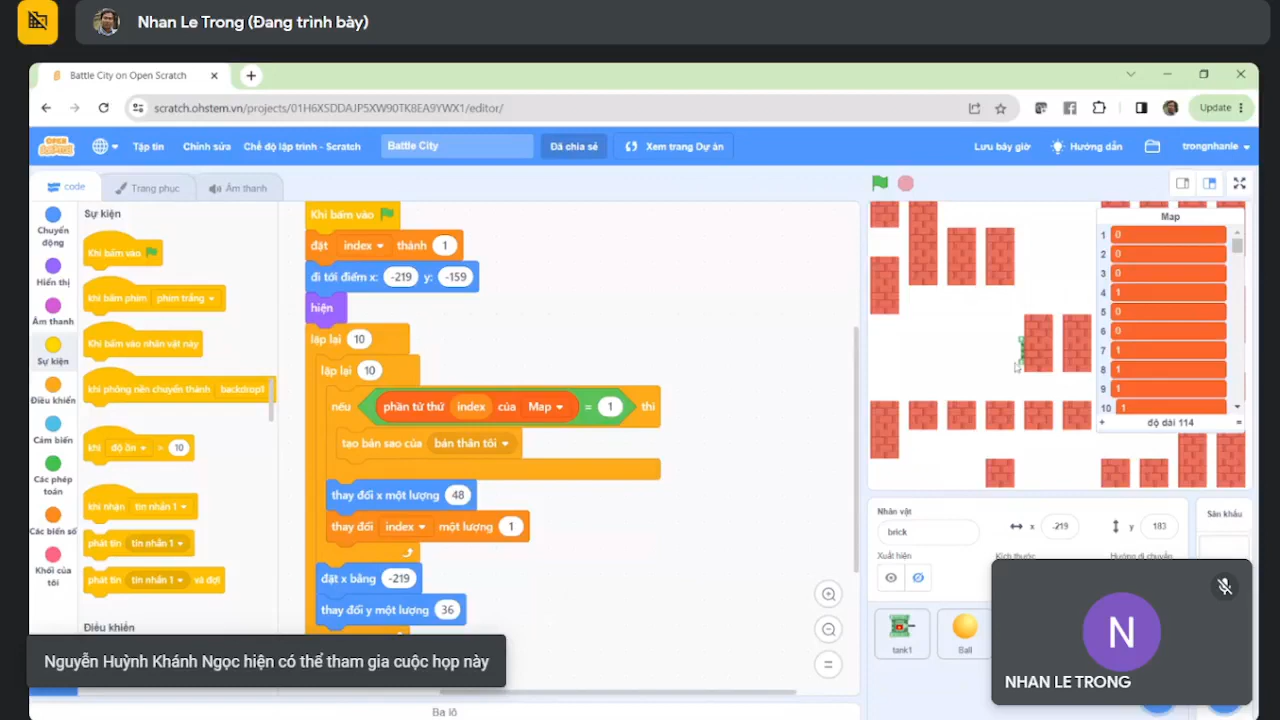 Nhan Le Trong (Đang trình bày)
Battle City on Open Scratch
scratch.ohstem.vn/projects/01H6XSDDAJP5XW90TK8EA9YWX1/editor/
Update
OPEN
Tập tin
Chỉnh sửa
Chế độ lập trình - Scratch
Battle City
Đã chia sẻ
Xem trang Dự án
Lưu bây giờ
Hướng dẫn
trongnhanle
code
Trang phục
Âm thanh
Chuyển động
Hiển thị
Âm thanh
Sự kiện
Điều khiển
Cảm biến
Các phép toán
Các biến số
Khối của tôi
Sự kiện
Khi bấm vào
khi bấm phím phím trắng
Khi bấm vào nhân vật này
khi phông nền chuyển thành backdrop1
khi độ ồn > 10
khi nhận tin nhắn 1
phát tin tin nhắn 1
phát tin tin nhắn 1 và đợi
Điều khiển
Khi bấm vào
đặt index thành 1
đi tới điểm x: -219 y: -159
hiện
lặp lại 10
lặp lại 10
nếu phần tử thứ index của Map = 1 thì
tạo bản sao của bản thân tôi
thay đổi x một lượng 48
thay đổi index một lượng 1
đặt x bằng -219
thay đổi y một lượng 36
Map
1 0
2 0
3 0
4 1
5 0
6 0
7 1
8 1
9 1
10 1
+ độ dài 114 =
Nhân vật
brick
x -219
y 183
Xuất hiện
Kích thước
Hướng di chuyển
Sân khấu
tank1
Ball
N
NHAN LE TRONG
Nguyễn Huỳnh Khánh Ngọc hiện có thể tham gia cuộc họp này
Ba lô